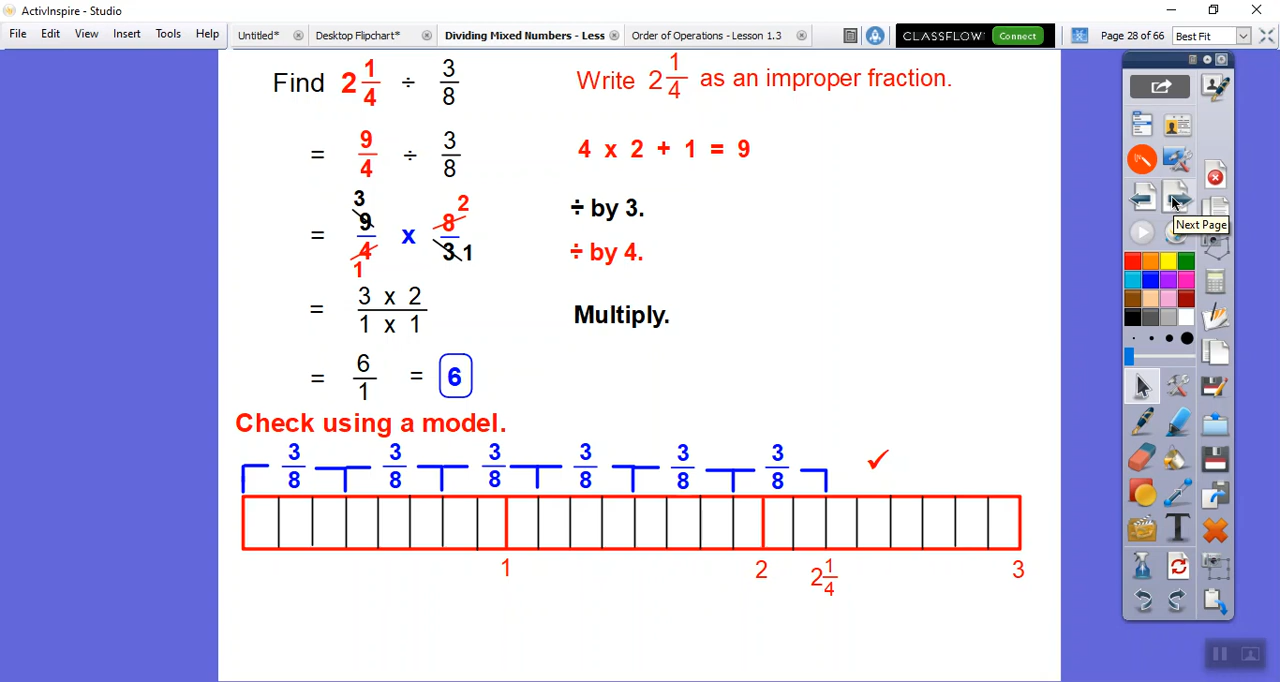 ActivInspire - Studio
File Edit View Insert Tools Help
Untitled* Desktop Flipchart* Dividing Mixed Numbers - Less Order of Operations - Lesson 1.3
CLASSFLOW Connect
Page 28 of 66 Best Fit
Find 2 1/4 ÷ 3/8
Write 2 1/4 as an improper fraction.
= 9/4 ÷ 3/8
4 x 2 + 1 = 9
3 2
= 9/4 x 8/3 1
1
÷ by 3.
÷ by 4.
= 3 x 2 / 1 x 1
Multiply.
= 6/1 = 6
Check using a model.
3/8 3/8 3/8 3/8 3/8 3/8 ✓
1 2 2 1/4 3
Next Page
T